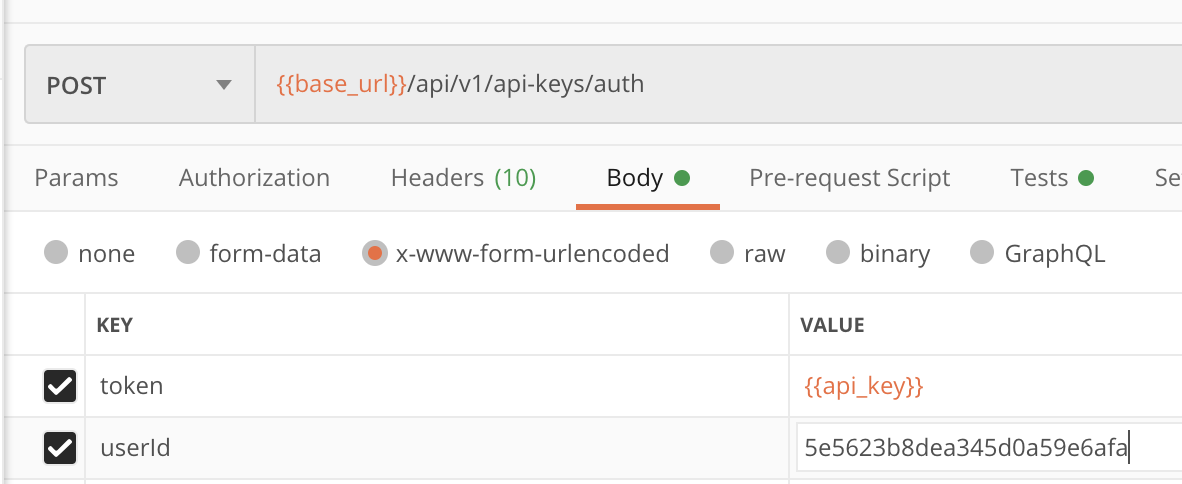 POST {{base_url}}/api/v1/api-keys/auth
Params Authorization Headers (10) Body Pre-request Script Tests Se
none form-data x-www-form-urlencoded raw binary GraphQL
KEY VALUE
token {{api_key}}
userId 5e5623b8dea345d0a59e6afa